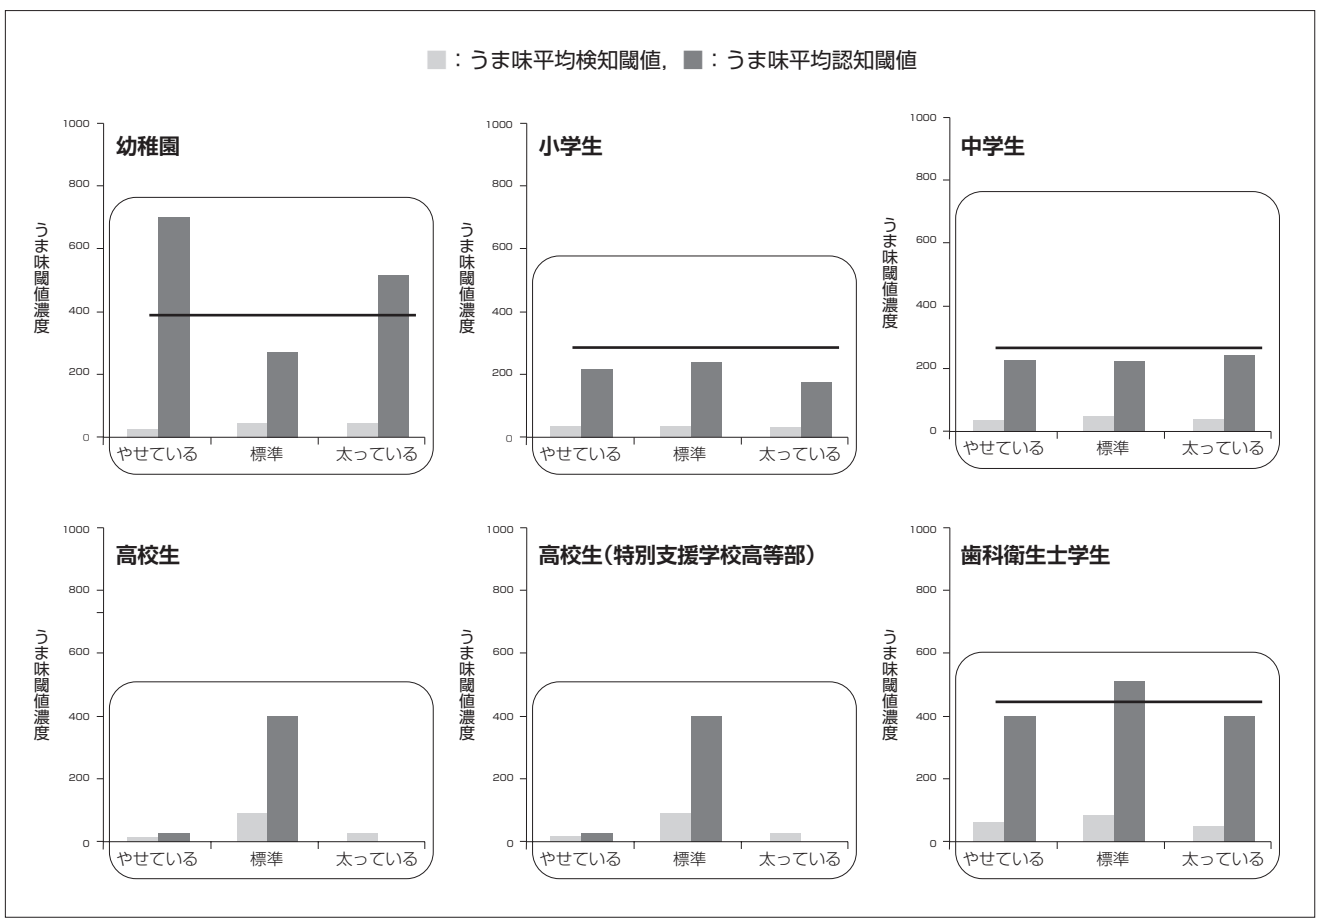 ：うま味平均検知閾値，：うま味平均認知閾値
幼稚園
うま味閾値濃度
1000
800
600
400
200
0
やせている 標準 太っている
小学生
うま味閾値濃度
1000
800
600
400
200
0
やせている 標準 太っている
中学生
うま味閾値濃度
1000
800
600
400
200
0
やせている 標準 太っている
高校生
うま味閾値濃度
1000
800
600
400
200
0
やせている 標準 太っている
高校生（特別支援学校高等部）
うま味閾値濃度
1000
800
600
400
200
0
やせている 標準 太っている
歯科衛生士学生
うま味閾値濃度
1000
800
600
400
200
0
やせている 標準 太っている